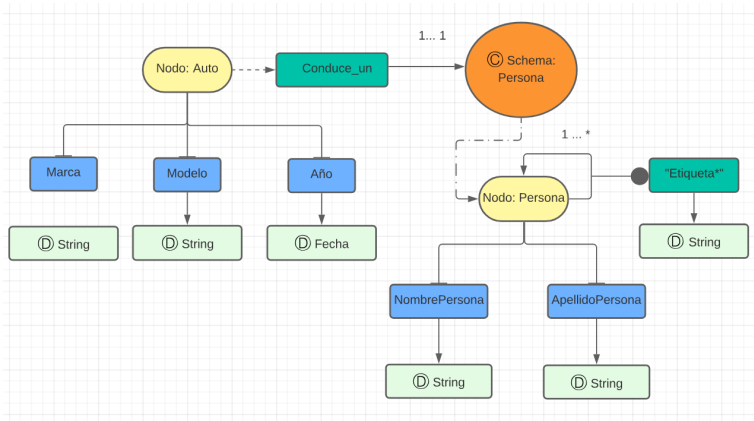 1... 1
Nodo: Auto
Conduce_un
Ⓒ Schema:
Persona
1 ... *
Marca
Modelo
Año
"Etiqueta*"
Nodo: Persona
Ⓓ String
Ⓓ String
Ⓓ Fecha
Ⓓ String
NombrePersona
ApellidoPersona
Ⓓ String
Ⓓ String